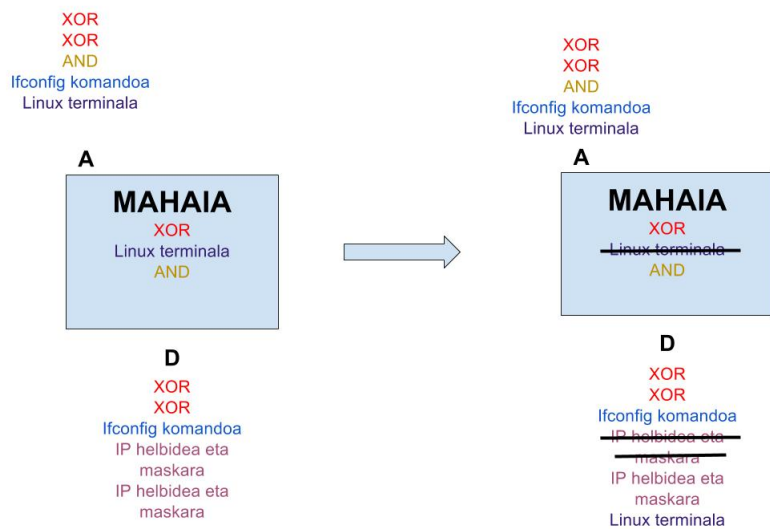 XOR
XOR
AND
Ifconfig komandoa
Linux terminala
A
MAHAIA
XOR
Linux terminala
AND
D
XOR
XOR
Ifconfig komandoa
IP helbidea eta
maskara
IP helbidea eta
maskara
XOR
XOR
AND
Ifconfig komandoa
Linux terminala
A
MAHAIA
XOR
Linux terminala
AND
D
XOR
XOR
Ifconfig komandoa
IP helbidea eta
maskara
IP helbidea eta
maskara
Linux terminala